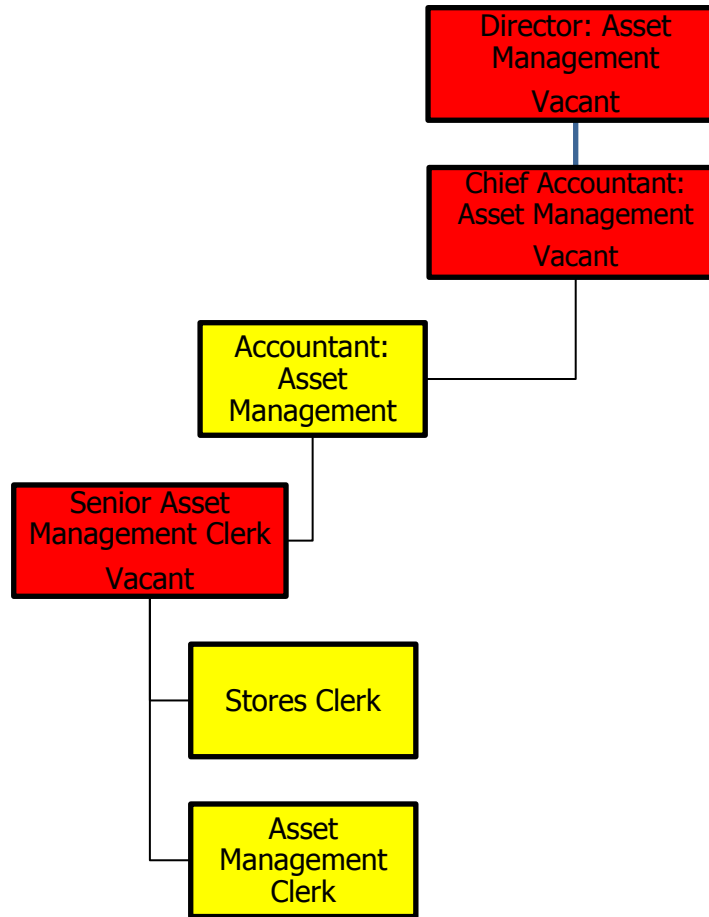 Director: Asset
Management
Vacant
Chief Accountant:
Asset Management
Vacant
Accountant:
Asset
Management
Senior Asset
Management Clerk
Vacant
Stores Clerk
Asset
Management
Clerk